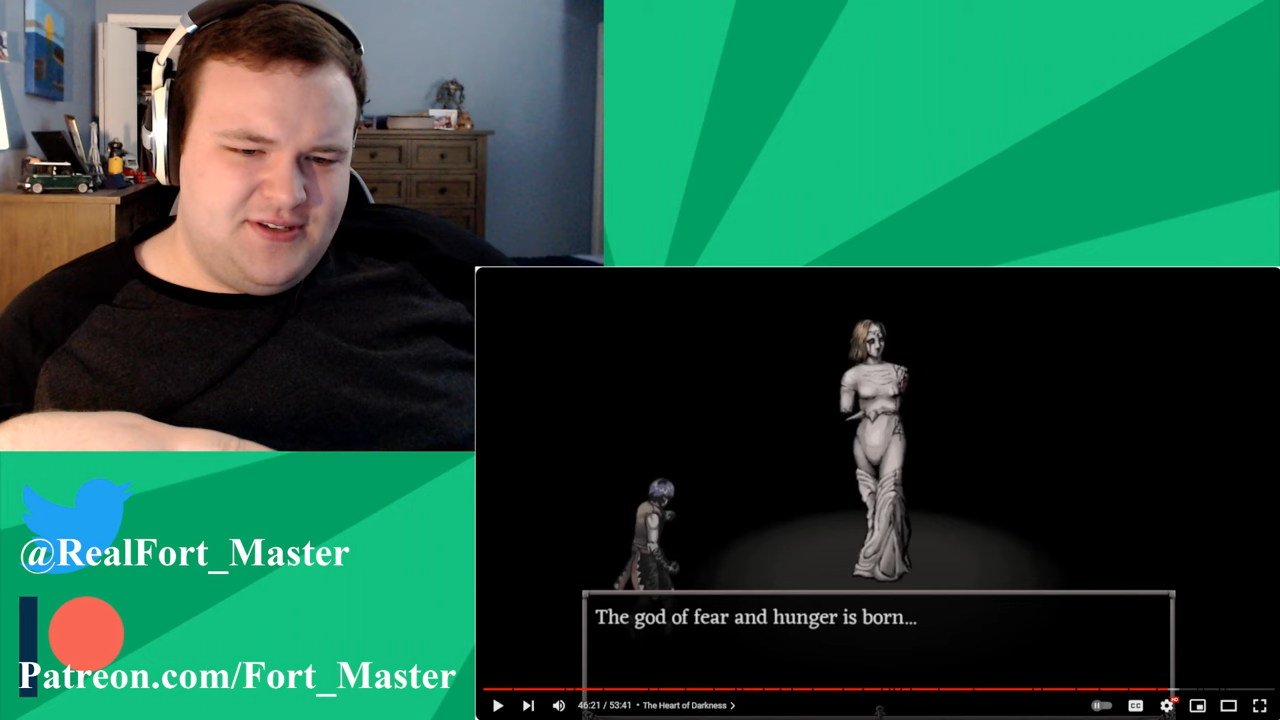 @RealFort_Master
Patreon.com/Fort_Master
The god of fear and hunger is born...
46:21 / 53:41 • The Heart of Darkness
CC